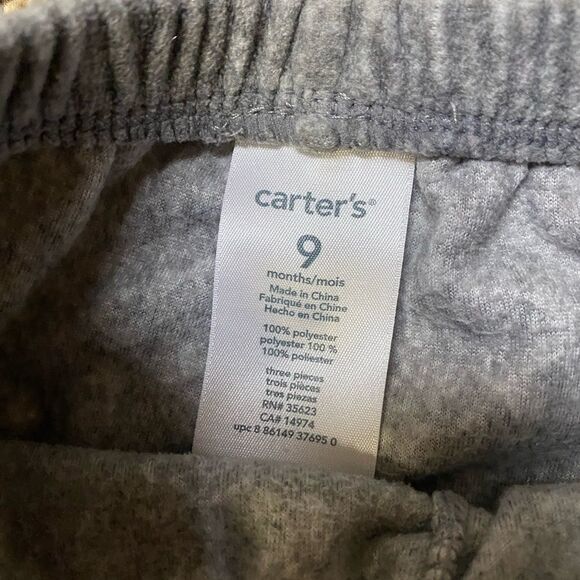 carter's®
9
months/mois
Made in China
Fabriqué en Chine
Hecho en China
100% polyester
polyester 100 %
100% poliester
three pieces
trois pièces
tres piezas
RN# 35623
CA# 14974
upc 8 86149 37695 0